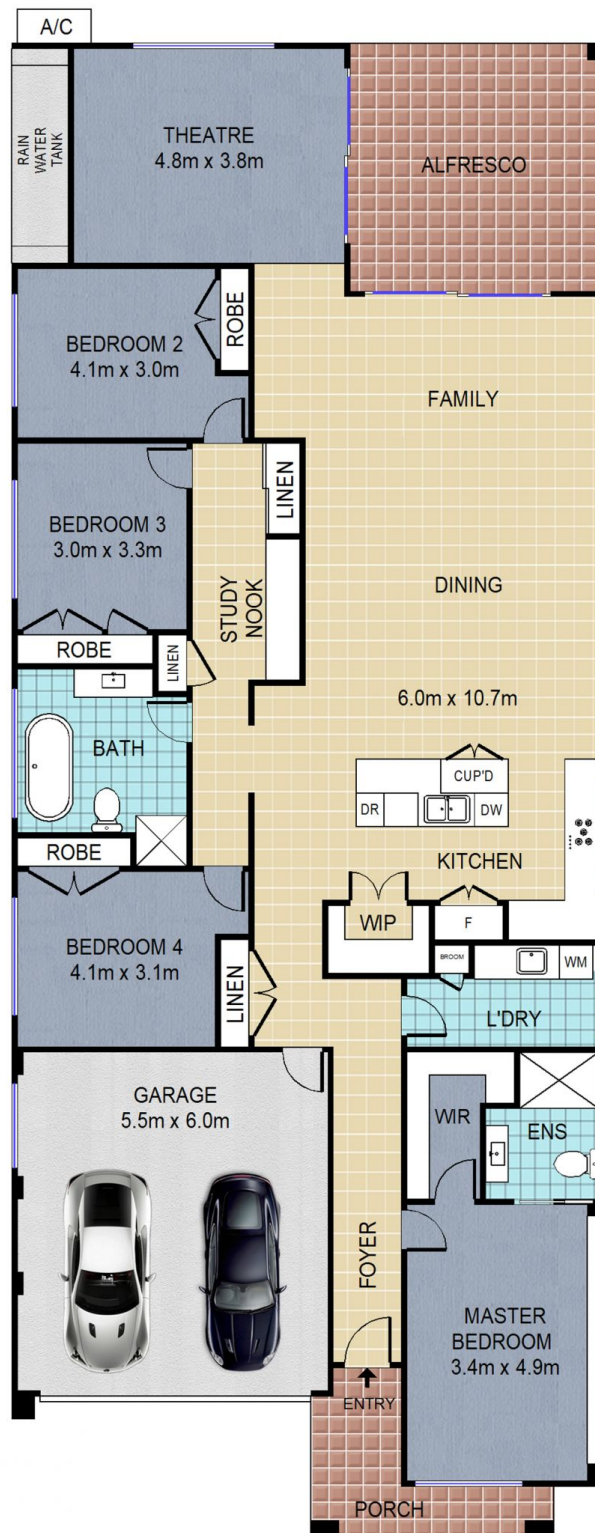 A/C
RAIN
WATER
TANK
THEATRE
4.8m x 3.8m
ALFRESCO
BEDROOM 2
4.1m x 3.0m
ROBE
FAMILY
BEDROOM 3
3.0m x 3.3m
LINEN
STUDY
NOOK
DINING
ROBE
LINEN
6.0m x 10.7m
BATH
CUP'D
DR
DW
ROBE
KITCHEN
WIP
F
BEDROOM 4
4.1m x 3.1m
LINEN
BROOM
WM
L'DRY
GARAGE
5.5m x 6.0m
WIR
ENS
FOYER
MASTER
BEDROOM
3.4m x 4.9m
ENTRY
PORCH